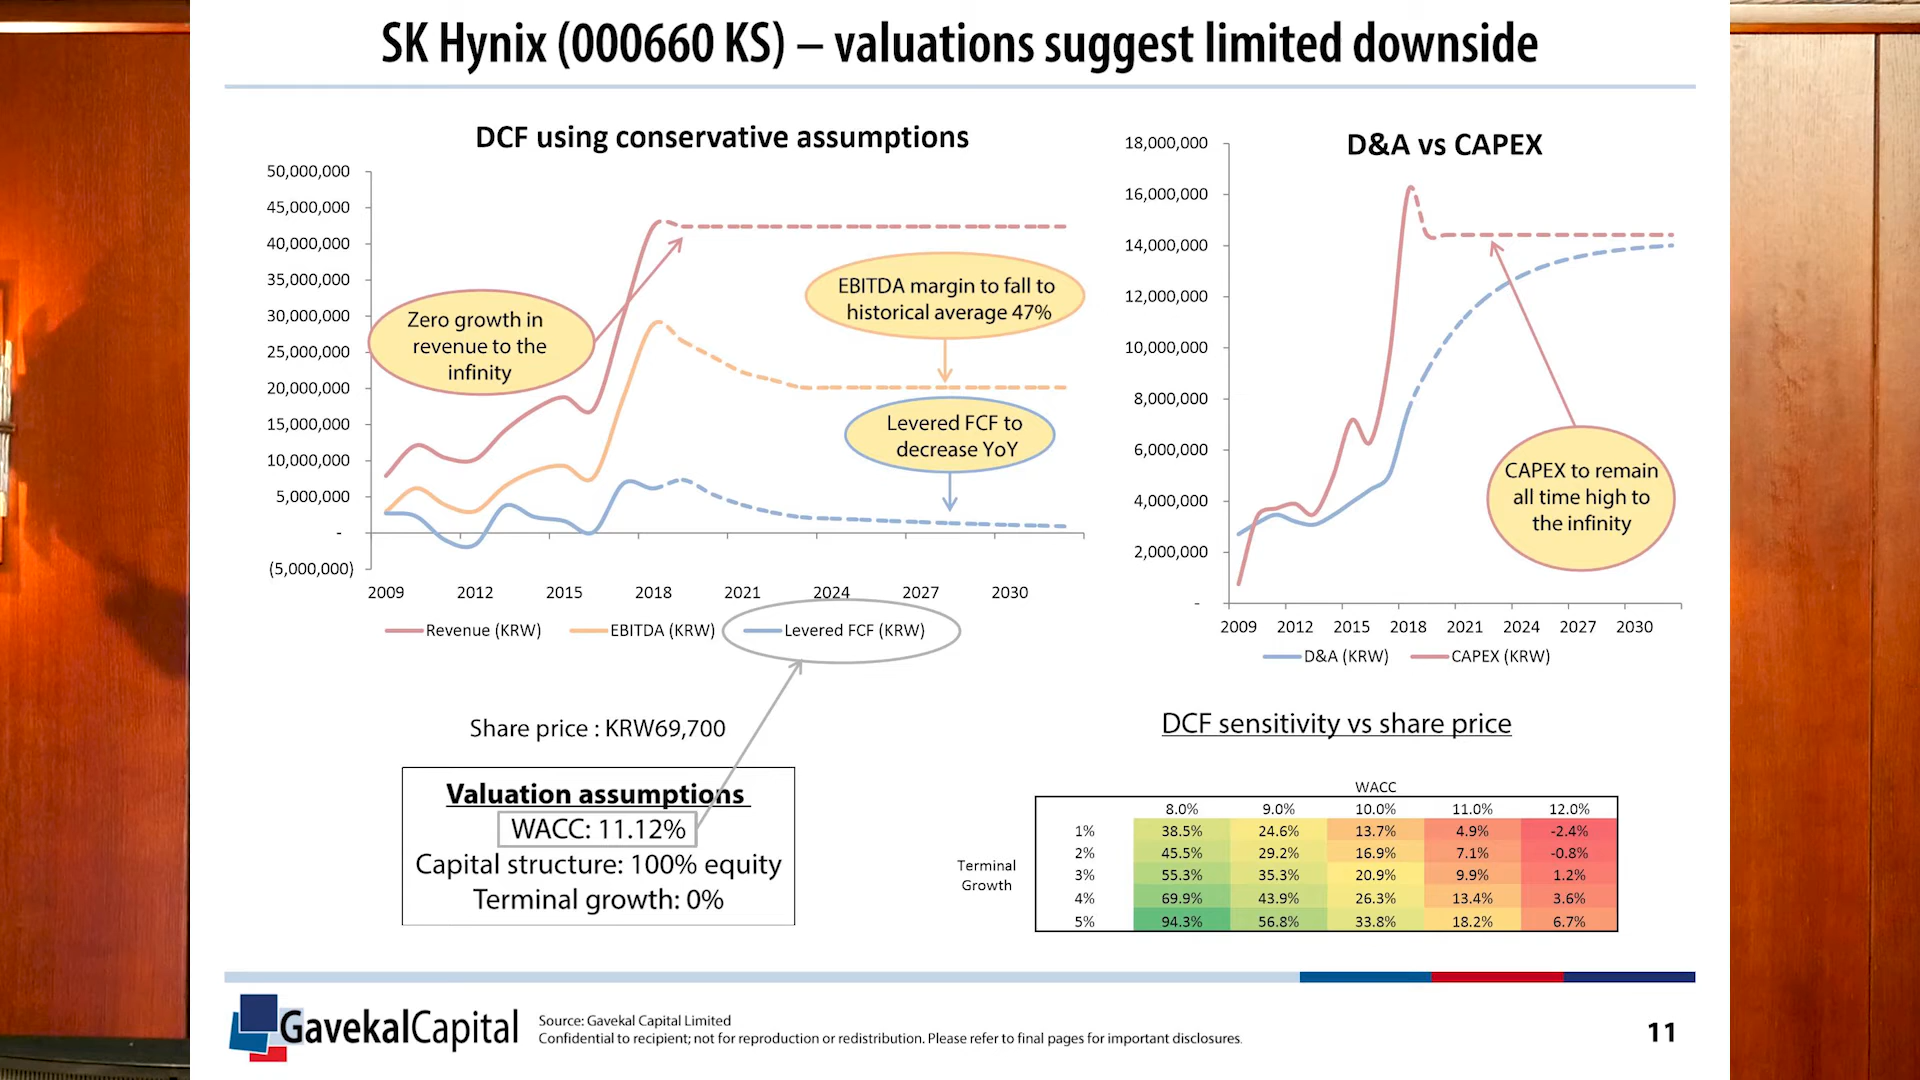 SK Hynix (000660 KS) – valuations suggest limited downside
DCF using conservative assumptions
50,000,000
45,000,000
40,000,000
35,000,000
30,000,000
25,000,000
20,000,000
15,000,000
10,000,000
5,000,000
-
(5,000,000)
2009 2012 2015 2018 2021 2024 2027 2030
Zero growth in
revenue to the
infinity
EBITDA margin to fall to
historical average 47%
Levered FCF to
decrease YoY
Revenue (KRW) EBITDA (KRW) Levered FCF (KRW)
D&A vs CAPEX
18,000,000
16,000,000
14,000,000
12,000,000
10,000,000
8,000,000
6,000,000
4,000,000
2,000,000
-
2009 2012 2015 2018 2021 2024 2027 2030
CAPEX to remain
all time high to
the infinity
D&A (KRW) CAPEX (KRW)
Share price : KRW69,700
Valuation assumptions
WACC: 11.12%
Capital structure: 100% equity
Terminal growth: 0%
DCF sensitivity vs share price
WACC
8.0% 9.0% 10.0% 11.0% 12.0%
Terminal
Growth
1% 38.5% 24.6% 13.7% 4.9% -2.4%
2% 45.5% 29.2% 16.9% 7.1% -0.8%
3% 55.3% 35.3% 20.9% 9.9% 1.2%
4% 69.9% 43.9% 26.3% 13.4% 3.6%
5% 94.3% 56.8% 33.8% 18.2% 6.7%
GavekalCapital
Source: Gavekal Capital Limited
Confidential to recipient; not for reproduction or redistribution. Please refer to final pages for important disclosures.
11